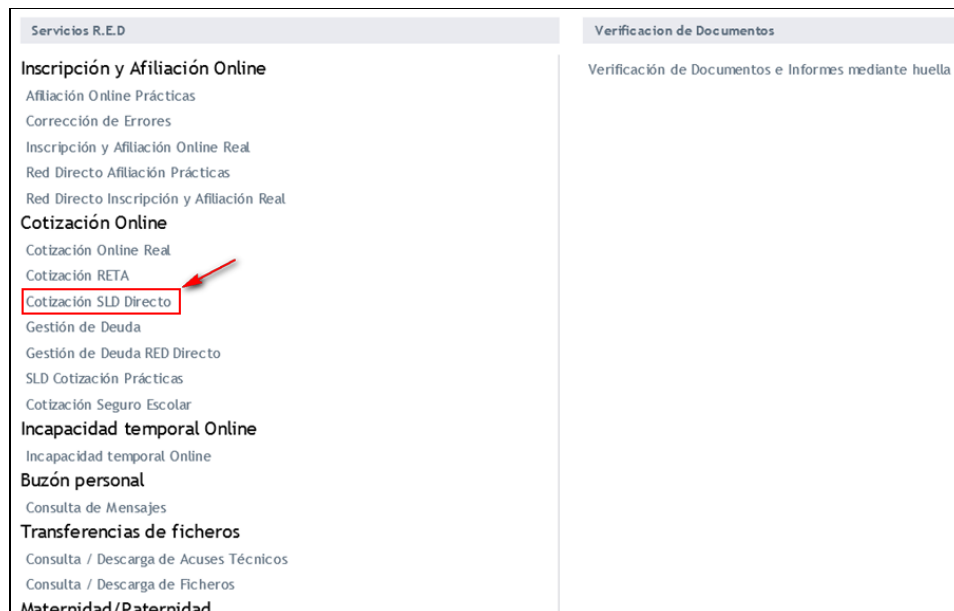 Servicios R.E.D
Verificacion de Documentos
Inscripción y Afiliación Online
Verificación de Documentos e Informes mediante huella
Afiliación Online Prácticas
Corrección de Errores
Inscripción y Afiliación Online Real
Red Directo Afiliación Prácticas
Red Directo Inscripción y Afiliación Real
Cotización Online
Cotización Online Real
Cotización RETA
Cotización SLD Directo
Gestión de Deuda
Gestión de Deuda RED Directo
SLD Cotización Prácticas
Cotización Seguro Escolar
Incapacidad temporal Online
Incapacidad temporal Online
Buzón personal
Consulta de Mensajes
Transferencias de ficheros
Consulta / Descarga de Acuses Técnicos
Consulta / Descarga de Ficheros
Maternidad/Paternidad